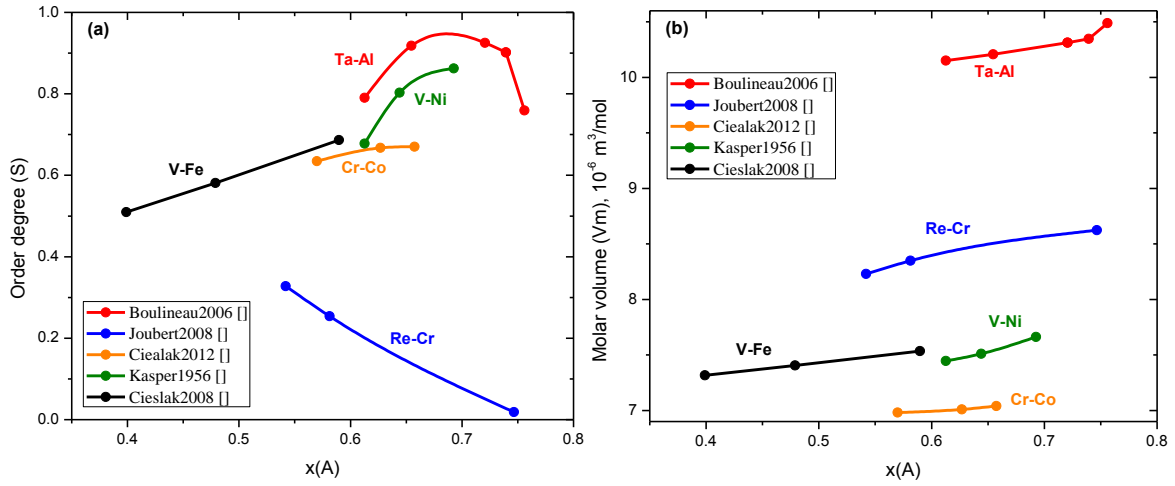 (a)
Order degree (S)
1.0
0.8
0.6
0.4
0.2
0.0
Ta-Al
V-Ni
V-Fe
Cr-Co
Re-Cr
Boulineau2006 []
Joubert2008 []
Ciealak2012 []
Kasper1956 []
Cieslak2008 []
0.4 0.5 0.6 0.7 0.8
x(A)
(b)
Molar volume (Vm), 10⁻⁶ m³/mol
10
9
8
7
Boulineau2006 []
Joubert2008 []
Ciealak2012 []
Kasper1956 []
Cieslak2008 []
Ta-Al
Re-Cr
V-Ni
V-Fe
Cr-Co
0.4 0.5 0.6 0.7 0.8
x(A)